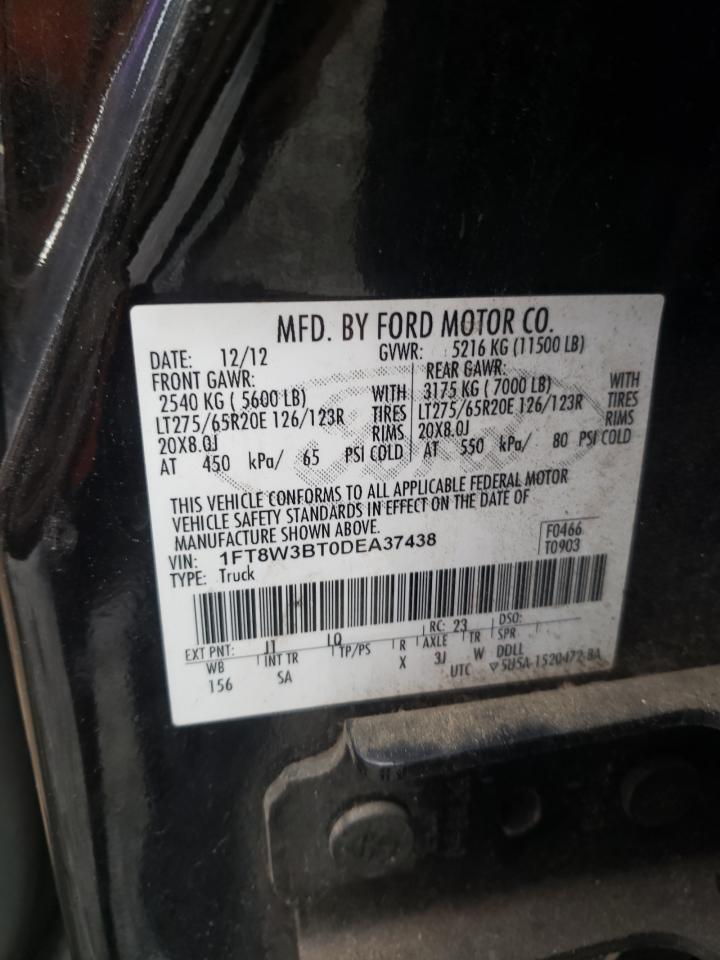 MFD. BY FORD MOTOR CO.
DATE: 12/12 GVWR: 5216 KG (11500 LB)
FRONT GAWR: REAR GAWR:
2540 KG ( 5600 LB) WITH 3175 KG ( 7000 LB) WITH
LT275/65R20E 126/123R TIRES LT275/65R20E 126/123R TIRES
20X8.0J RIMS 20X8.0J RIMS
AT 450 kPa/ 65 PSI COLD AT 550 kPa/ 80 PSI COLD
THIS VEHICLE CONFORMS TO ALL APPLICABLE FEDERAL MOTOR
VEHICLE SAFETY STANDARDS IN EFFECT ON THE DATE OF
MANUFACTURE SHOWN ABOVE.
VIN: 1FT8W3BT0DEA37438 F0466
TYPE: Truck T0903
EXT PNT: J1 LQ RC: 23 DSO:
WB INT TR TP/PS R AXLE TR SPR
156 SA X 3J W DDLL
UTC ▽5U5A-1520472-BA